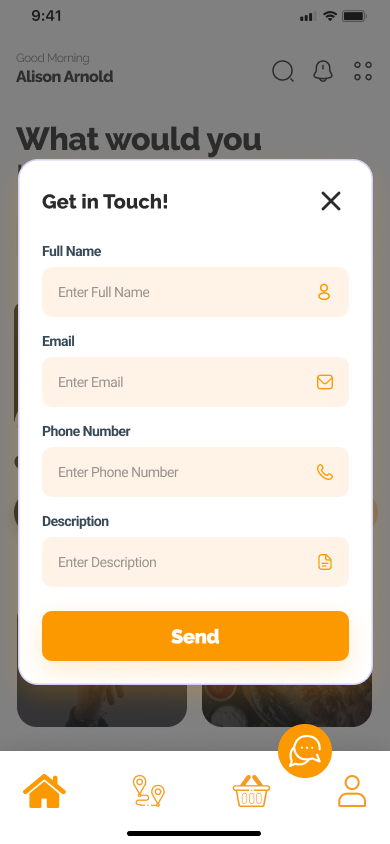 9:41
Good Morning
Alison Arnold
What would you
Get in Touch!
Full Name
Enter Full Name
Email
Enter Email
Phone Number
Enter Phone Number
Description
Enter Description
Send